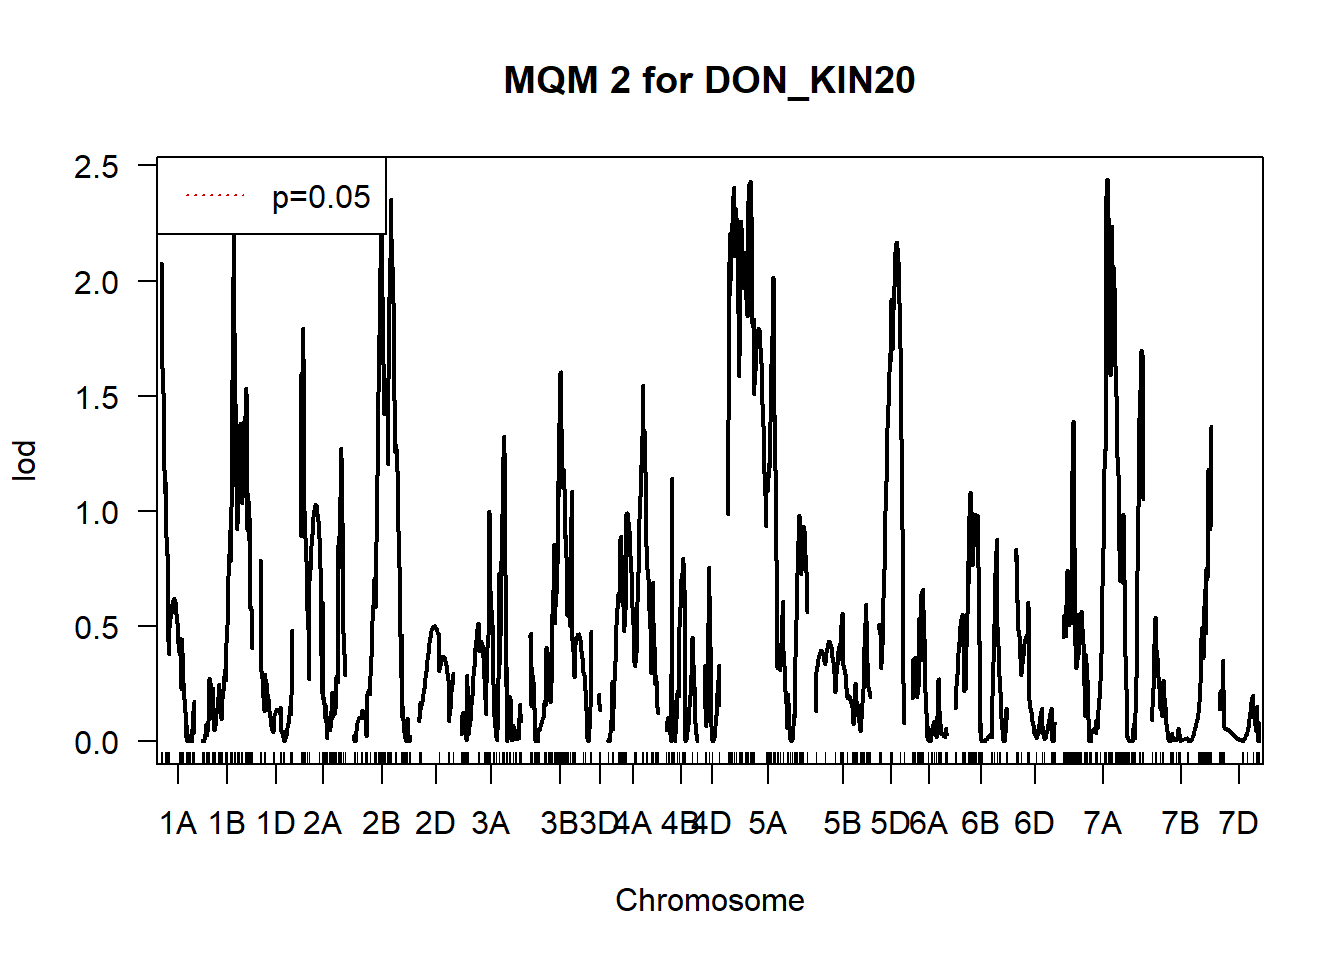 MQM 2 for DON_KIN20
2.5
p=0.05
2.0
1.5
lod
1.0
0.5
0.0
1A 1B 1D 2A 2B 2D 3A 3B 3D 4A 4B 4D 5A 5B 5D 6A 6B 6D 7A 7B 7D
Chromosome